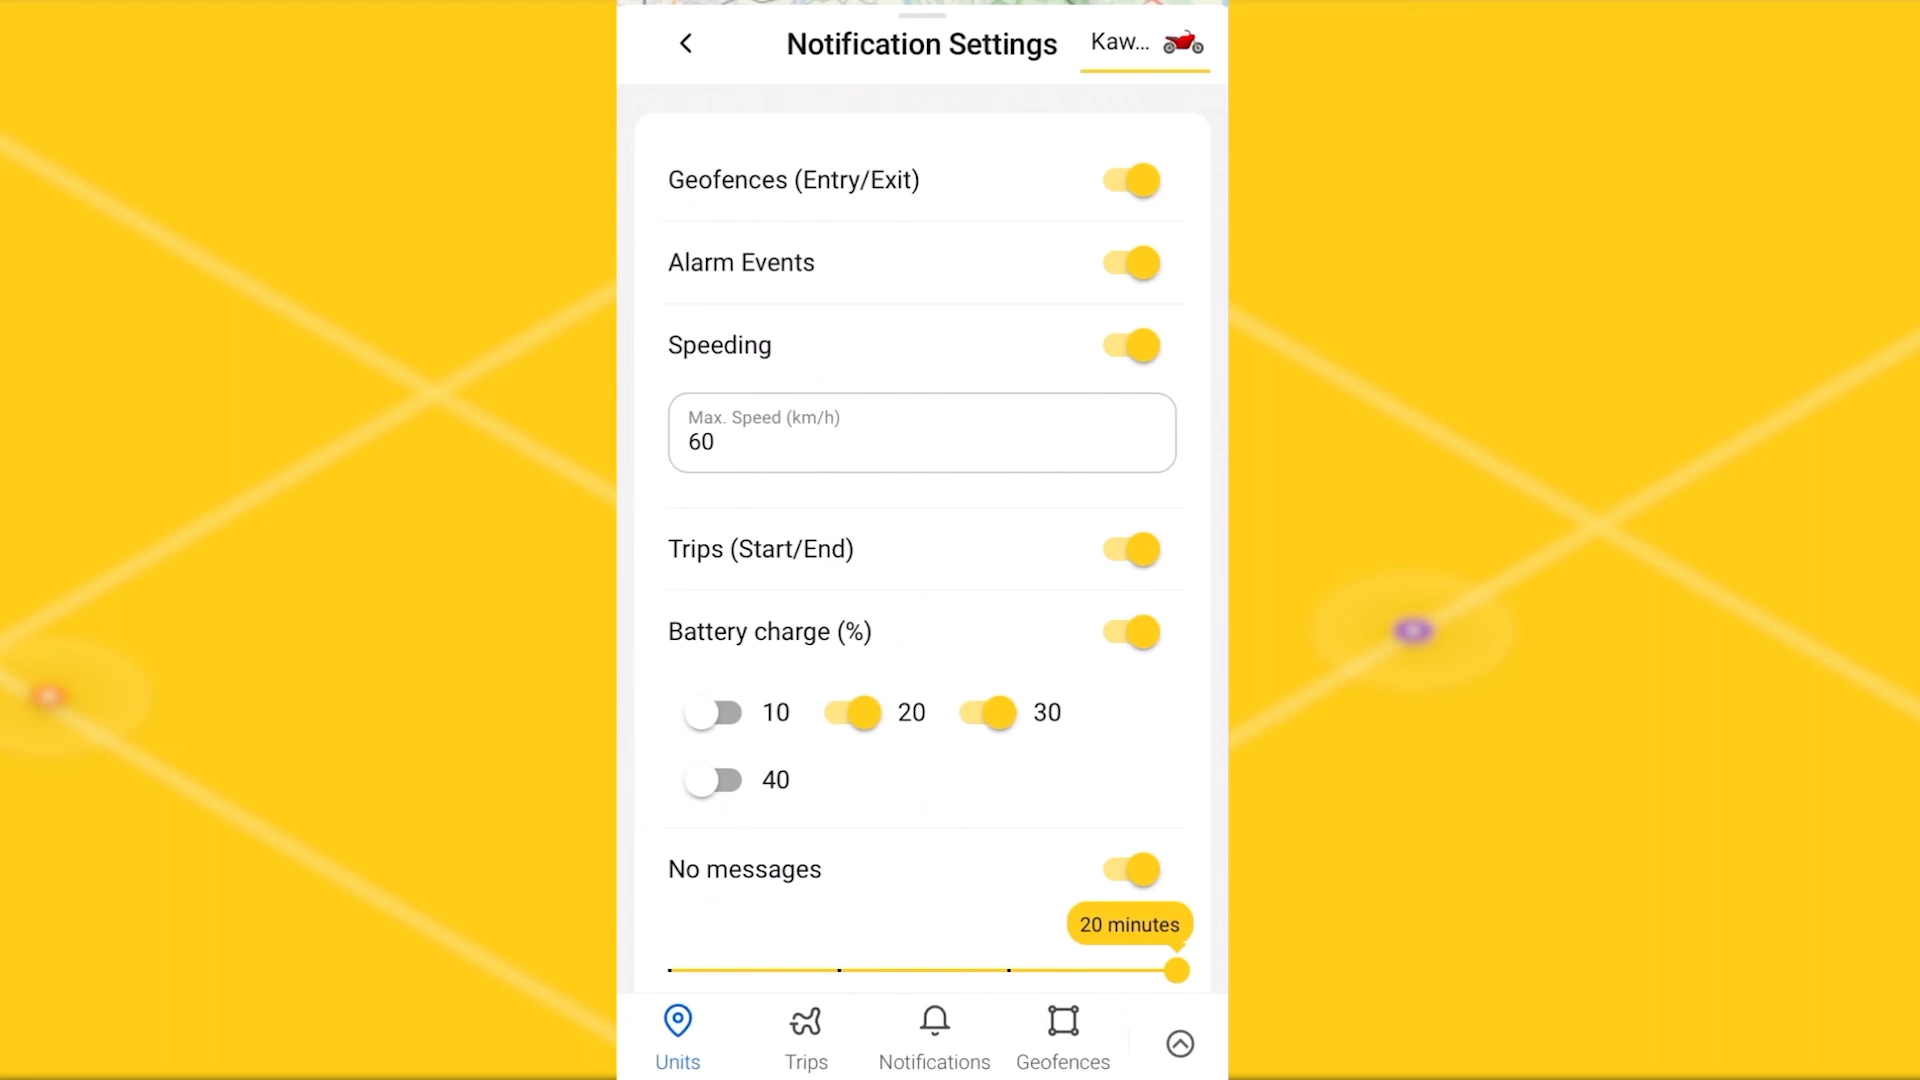 Notification Settings
Kaw...
Geofences (Entry/Exit)
Alarm Events
Speeding
Max. Speed (km/h)
60
Trips (Start/End)
Battery charge (%)
10 20 30
40
No messages
20 minutes
Units Trips Notifications Geofences